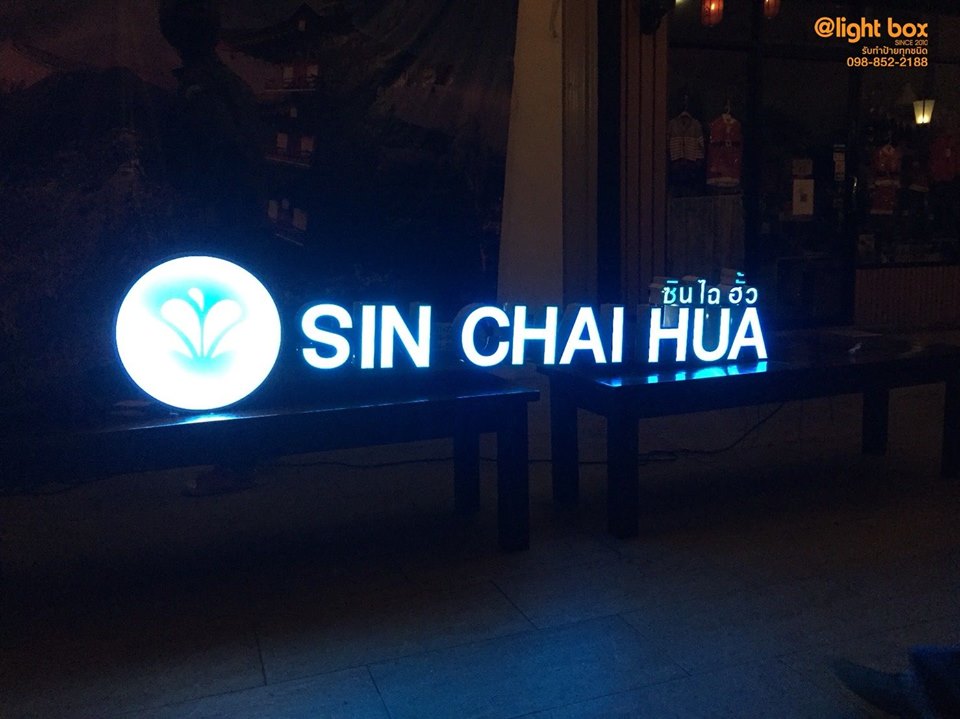 @light box
SINCE 2010
รับทำป้ายทุกชนิด
098-852-2188
ซิน ไฉ ฮั้ว
SIN CHAI HUA